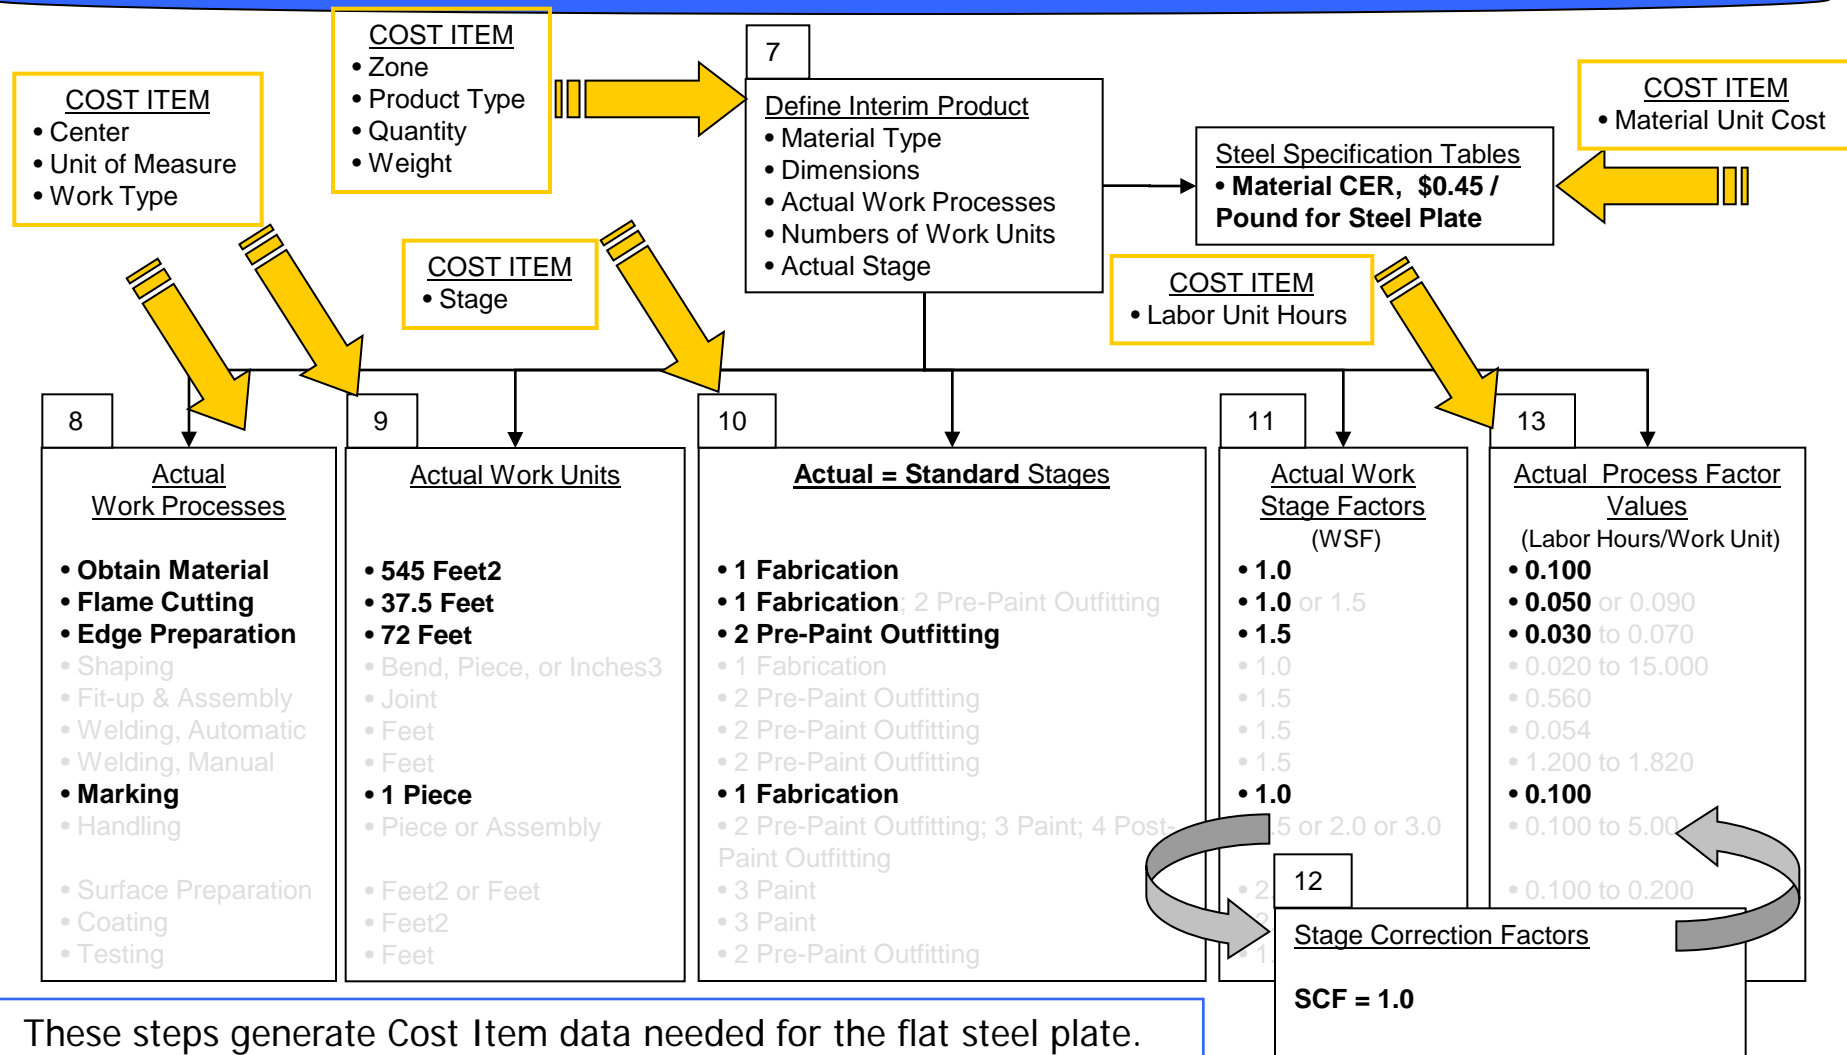 COST ITEM
• Center
• Unit of Measure
• Work Type
COST ITEM
• Zone
• Product Type
• Quantity
• Weight
7
Define Interim Product
• Material Type
• Dimensions
• Actual Work Processes
• Numbers of Work Units
• Actual Stage
COST ITEM
• Material Unit Cost
Steel Specification Tables
• Material CER, $0.45 /
Pound for Steel Plate
COST ITEM
• Stage
COST ITEM
• Labor Unit Hours
8
Actual
Work Processes
• Obtain Material
• Flame Cutting
• Edge Preparation
• Shaping
• Fit-up & Assembly
• Welding, Automatic
• Welding, Manual
• Marking
• Handling
• Surface Preparation
• Coating
• Testing
9
Actual Work Units
• 545 Feet2
• 37.5 Feet
• 72 Feet
• Bend, Piece, or Inches3
• Joint
• Feet
• Feet
• 1 Piece
• Piece or Assembly
• Feet2 or Feet
• Feet2
• Feet
10
Actual = Standard Stages
• 1 Fabrication
• 1 Fabrication; 2 Pre-Paint Outfitting
• 2 Pre-Paint Outfitting
• 1 Fabrication
• 2 Pre-Paint Outfitting
• 2 Pre-Paint Outfitting
• 2 Pre-Paint Outfitting
• 1 Fabrication
• 2 Pre-Paint Outfitting; 3 Paint; 4 Post-
Paint Outfitting
• 3 Paint
• 3 Paint
• 2 Pre-Paint Outfitting
11
Actual Work
Stage Factors
(WSF)
• 1.0
• 1.0 or 1.5
• 1.5
• 1.0
• 1.5
• 1.5
• 1.5
• 1.0
.5 or 2.0 or 3.0
• 2.
• 1.
13
Actual Process Factor
Values
(Labor Hours/Work Unit)
• 0.100
• 0.050 or 0.090
• 0.030 to 0.070
• 0.020 to 15.000
• 0.560
• 0.054
• 1.200 to 1.820
• 0.100
• 0.100 to 5.00
• 0.100 to 0.200
12
Stage Correction Factors
SCF = 1.0
These steps generate Cost Item data needed for the flat steel plate.